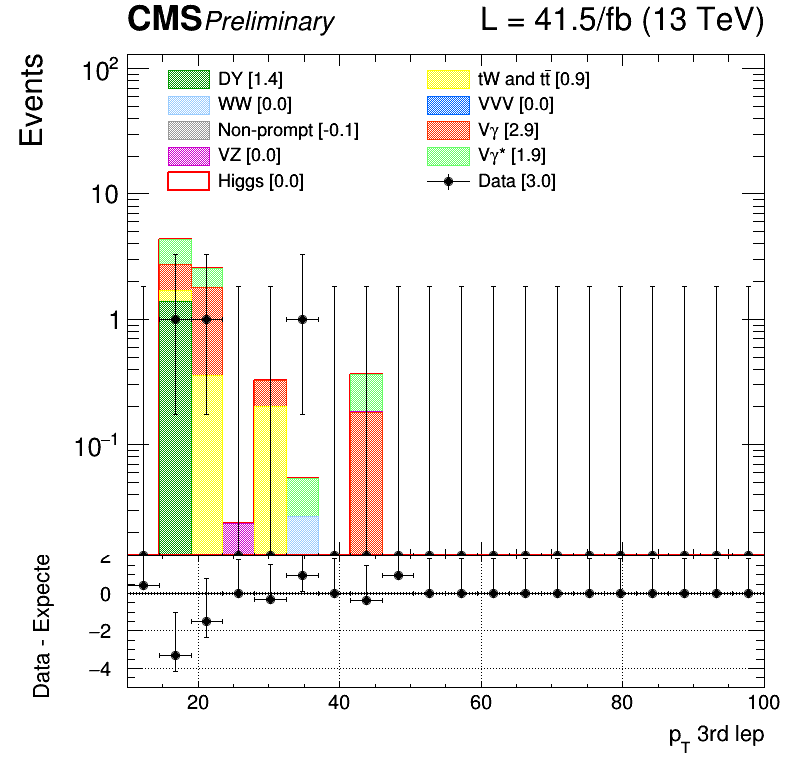 CMS Preliminary L = 41.5/fb (13 TeV)
Events
10²
10
1
10⁻¹
DY [1.4]
WW [0.0]
Non-prompt [-0.1]
VZ [0.0]
Higgs [0.0]
tW and tt̄ [0.9]
VVV [0.0]
Vγ [2.9]
Vγ* [1.9]
Data [3.0]
Data - Expecte
2
0
−2
−4
20 40 60 80 100
p_T 3rd lep